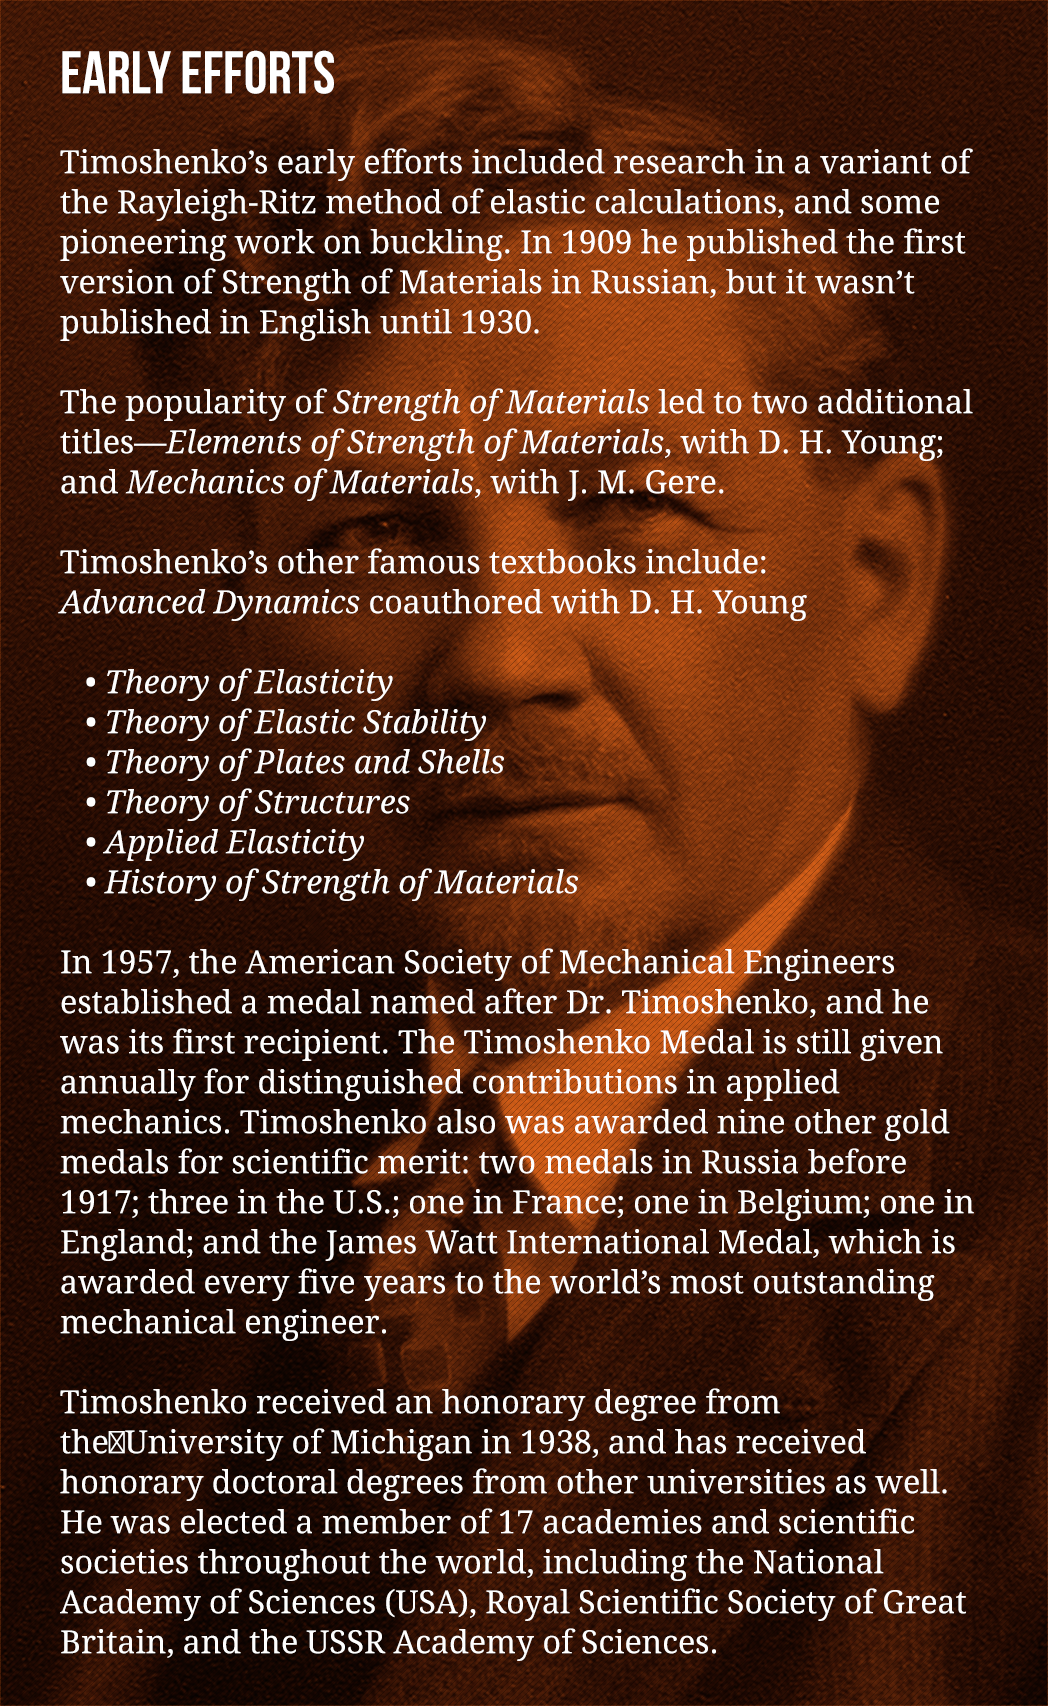 EARLY EFFORTS
Timoshenko’s early efforts included research in a variant of
the Rayleigh-Ritz method of elastic calculations, and some
pioneering work on buckling. In 1909 he published the first
version of Strength of Materials in Russian, but it wasn’t
published in English until 1930.
The popularity of Strength of Materials led to two additional
titles—Elements of Strength of Materials, with D. H. Young;
and Mechanics of Materials, with J. M. Gere.
Timoshenko’s other famous textbooks include:
Advanced Dynamics coauthored with D. H. Young
• Theory of Elasticity
• Theory of Elastic Stability
• Theory of Plates and Shells
• Theory of Structures
• Applied Elasticity
• History of Strength of Materials
In 1957, the American Society of Mechanical Engineers
established a medal named after Dr. Timoshenko, and he
was its first recipient. The Timoshenko Medal is still given
annually for distinguished contributions in applied
mechanics. Timoshenko also was awarded nine other gold
medals for scientific merit: two medals in Russia before
1917; three in the U.S.; one in France; one in Belgium; one in
England; and the James Watt International Medal, which is
awarded every five years to the world’s most outstanding
mechanical engineer.
Timoshenko received an honorary degree from
the☒University of Michigan in 1938, and has received
honorary doctoral degrees from other universities as well.
He was elected a member of 17 academies and scientific
societies throughout the world, including the National
Academy of Sciences (USA), Royal Scientific Society of Great
Britain, and the USSR Academy of Sciences.